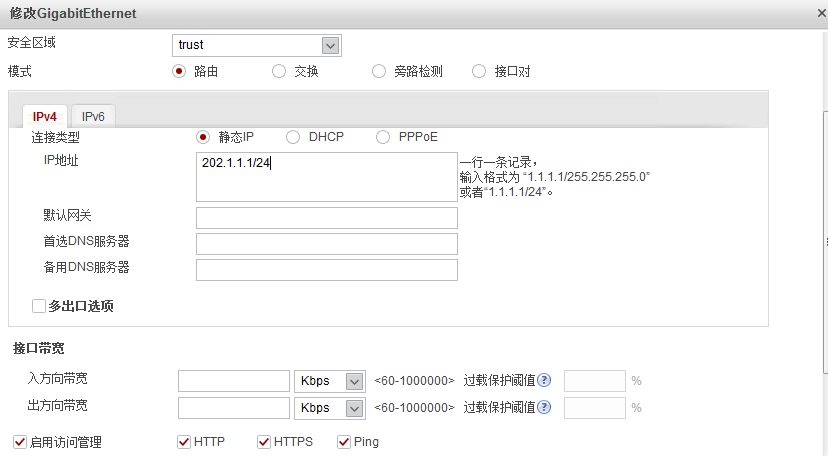 修改GigabitEthernet
安全区域 trust
模式 路由 交换 旁路检测 接口对
IPv4 IPv6
连接类型 静态IP DHCP PPPoE
IP地址 202.1.1.1/24 一行一条记录，
输入格式为 “1.1.1.1/255.255.255.0”
或者“1.1.1.1/24”。
默认网关
首选DNS服务器
备用DNS服务器
多出口选项
接口带宽
入方向带宽 Kbps <60-1000000> 过载保护阈值 ? %
出方向带宽 Kbps <60-1000000> 过载保护阈值 ? %
启用访问管理 HTTP HTTPS Ping